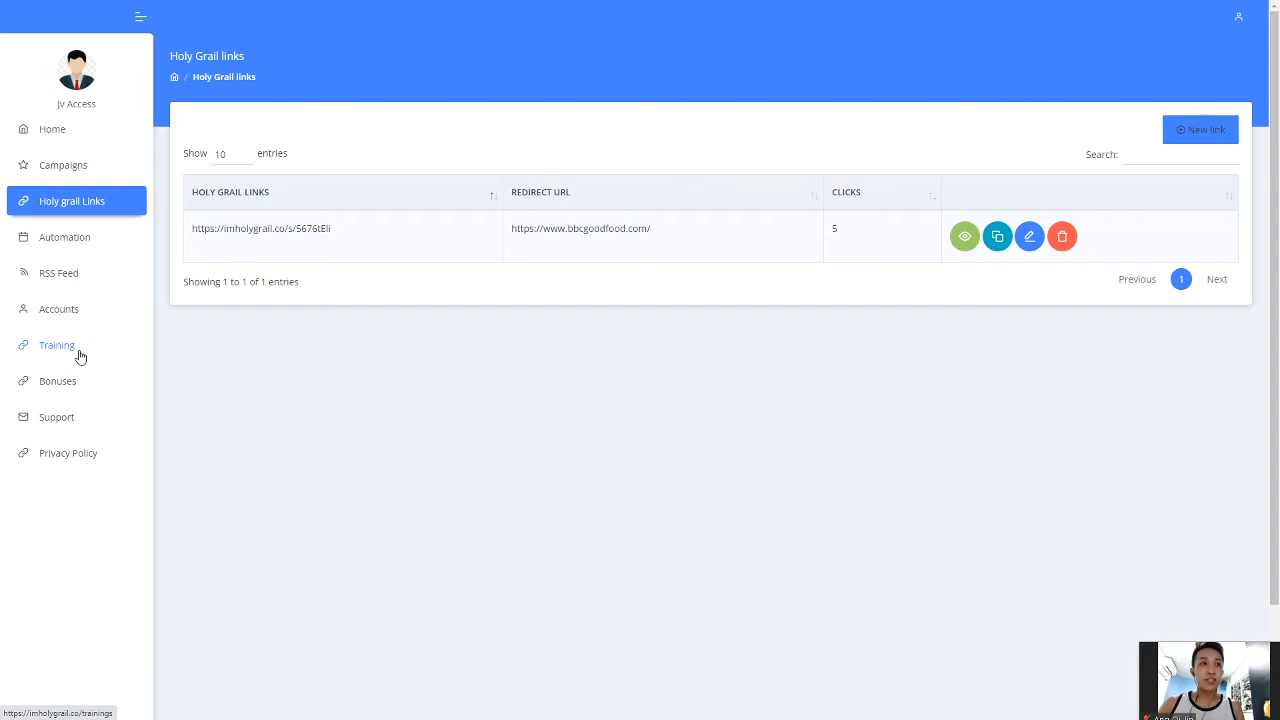 Holy Grail links
/ Holy Grail links
Jv Access
Home
Campaigns
Holy grail Links
Automation
RSS Feed
Accounts
Training
Bonuses
Support
Privacy Policy
New link
Show 10 entries
Search:
HOLY GRAIL LINKS REDIRECT URL CLICKS
https://imholygrail.co/s/5676tEli https://www.bbcgoodfood.com/ 5
Showing 1 to 1 of 1 entries
Previous 1 Next
https://imholygrail.co/trainings